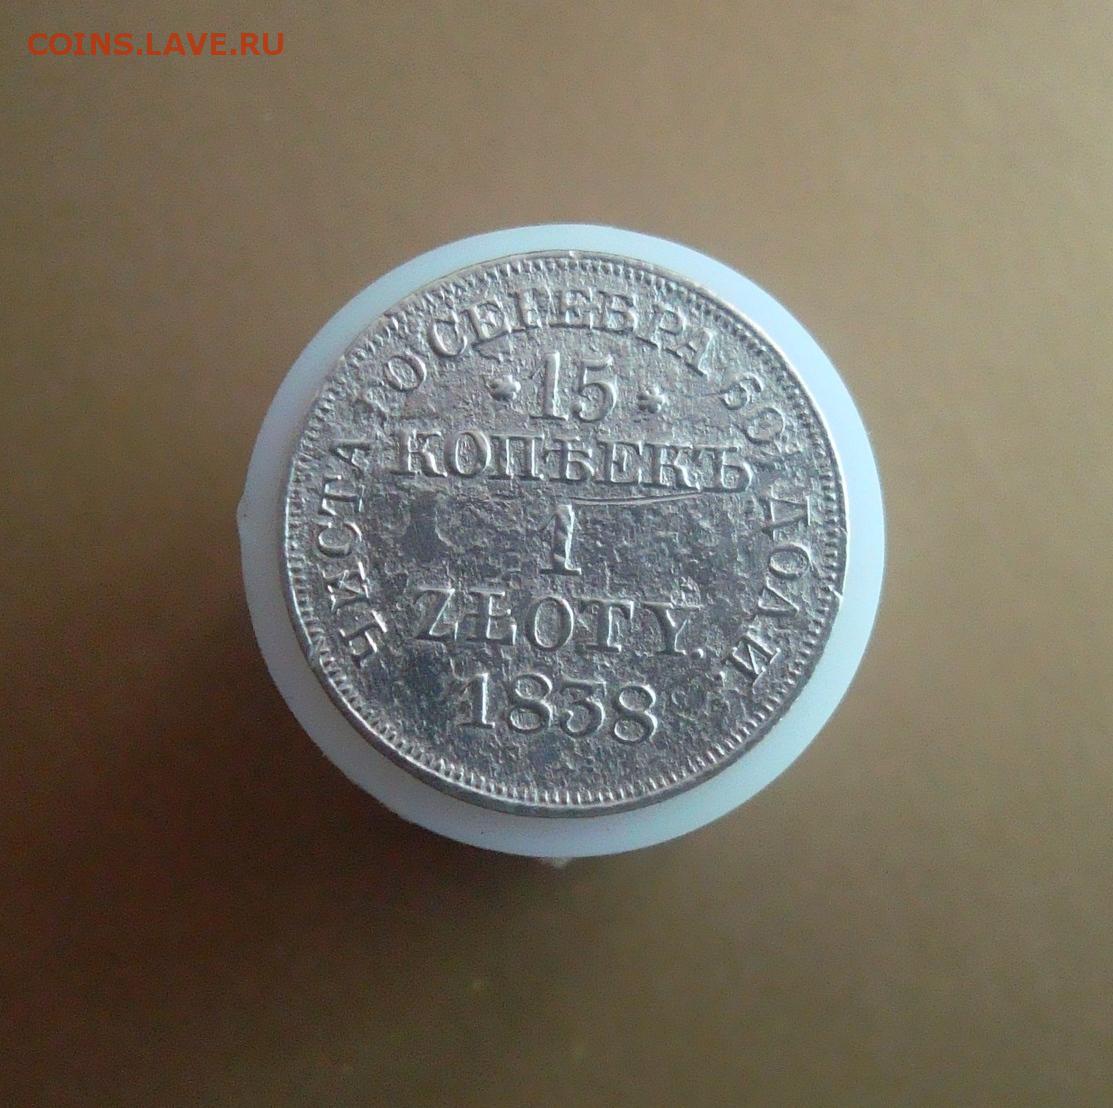 COINS.LAVE.RU
ЧИСТАГО СЕРЕБРА 60 ДОЛИ
* 15 *
КОПѢЕКЪ
1
ZŁOTY.
1838